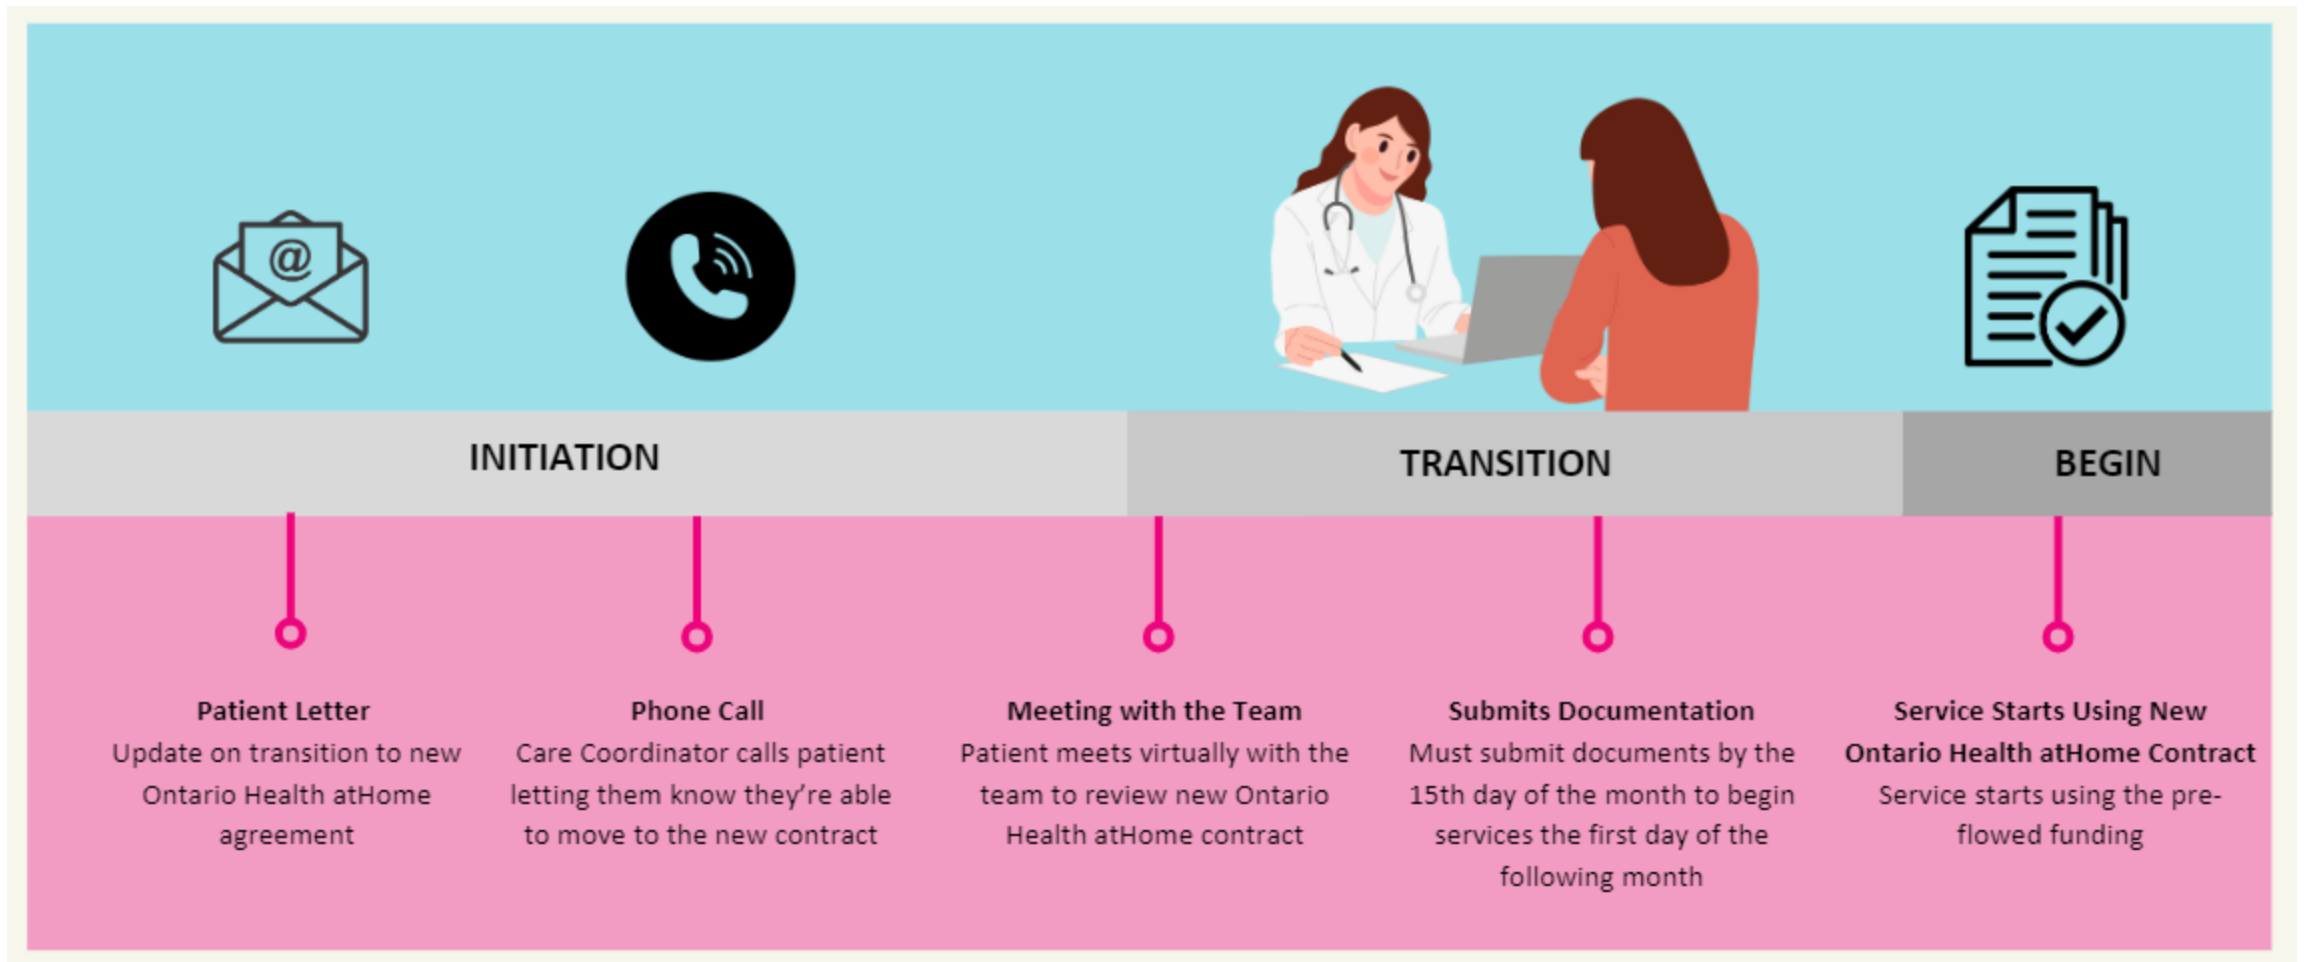 @
INITIATION
TRANSITION
BEGIN
Patient Letter
Update on transition to new
Ontario Health atHome
agreement
Phone Call
Care Coordinator calls patient
letting them know they’re able
to move to the new contract
Meeting with the Team
Patient meets virtually with the
team to review new Ontario
Health atHome contract
Submits Documentation
Must submit documents by the
15th day of the month to begin
services the first day of the
following month
Service Starts Using New
Ontario Health atHome Contract
Service starts using the pre-
flowed funding